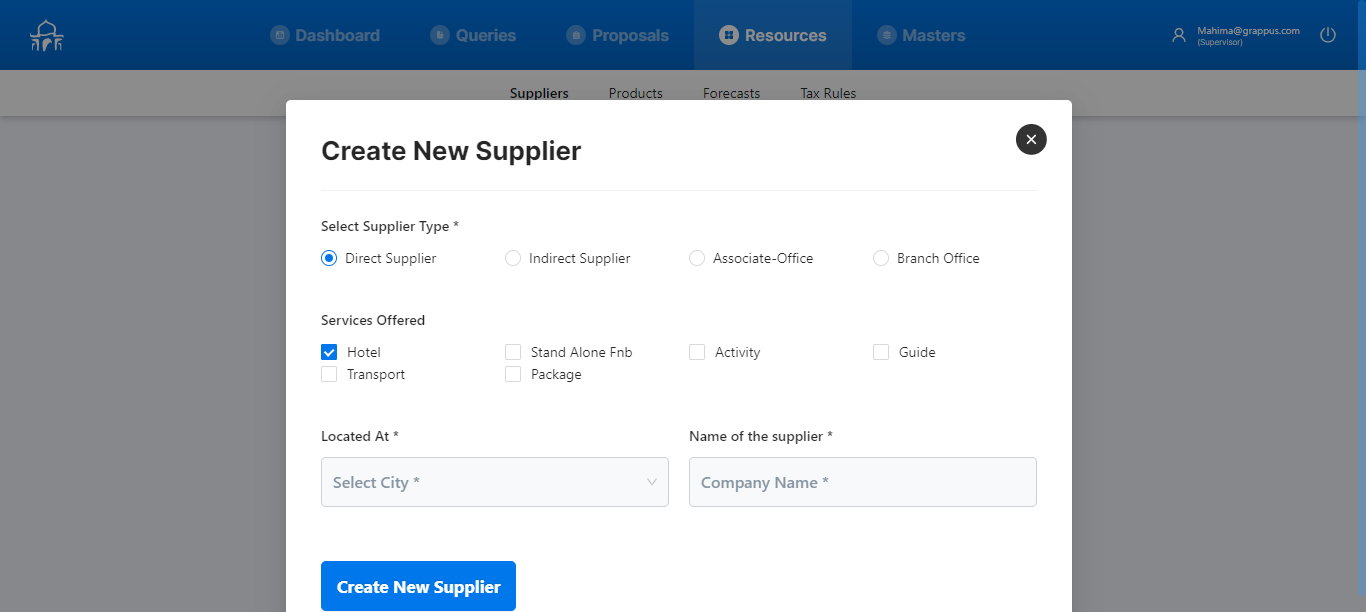 Dashboard Queries Proposals Resources Masters Mahima@grappus.com
(Supervisor)
Suppliers Products Forecasts Tax Rules
Create New Supplier
Select Supplier Type *
Direct Supplier Indirect Supplier Associate-Office Branch Office
Services Offered
Hotel Stand Alone Fnb Activity Guide
Transport Package
Located At * Name of the supplier *
Select City * Company Name *
Create New Supplier